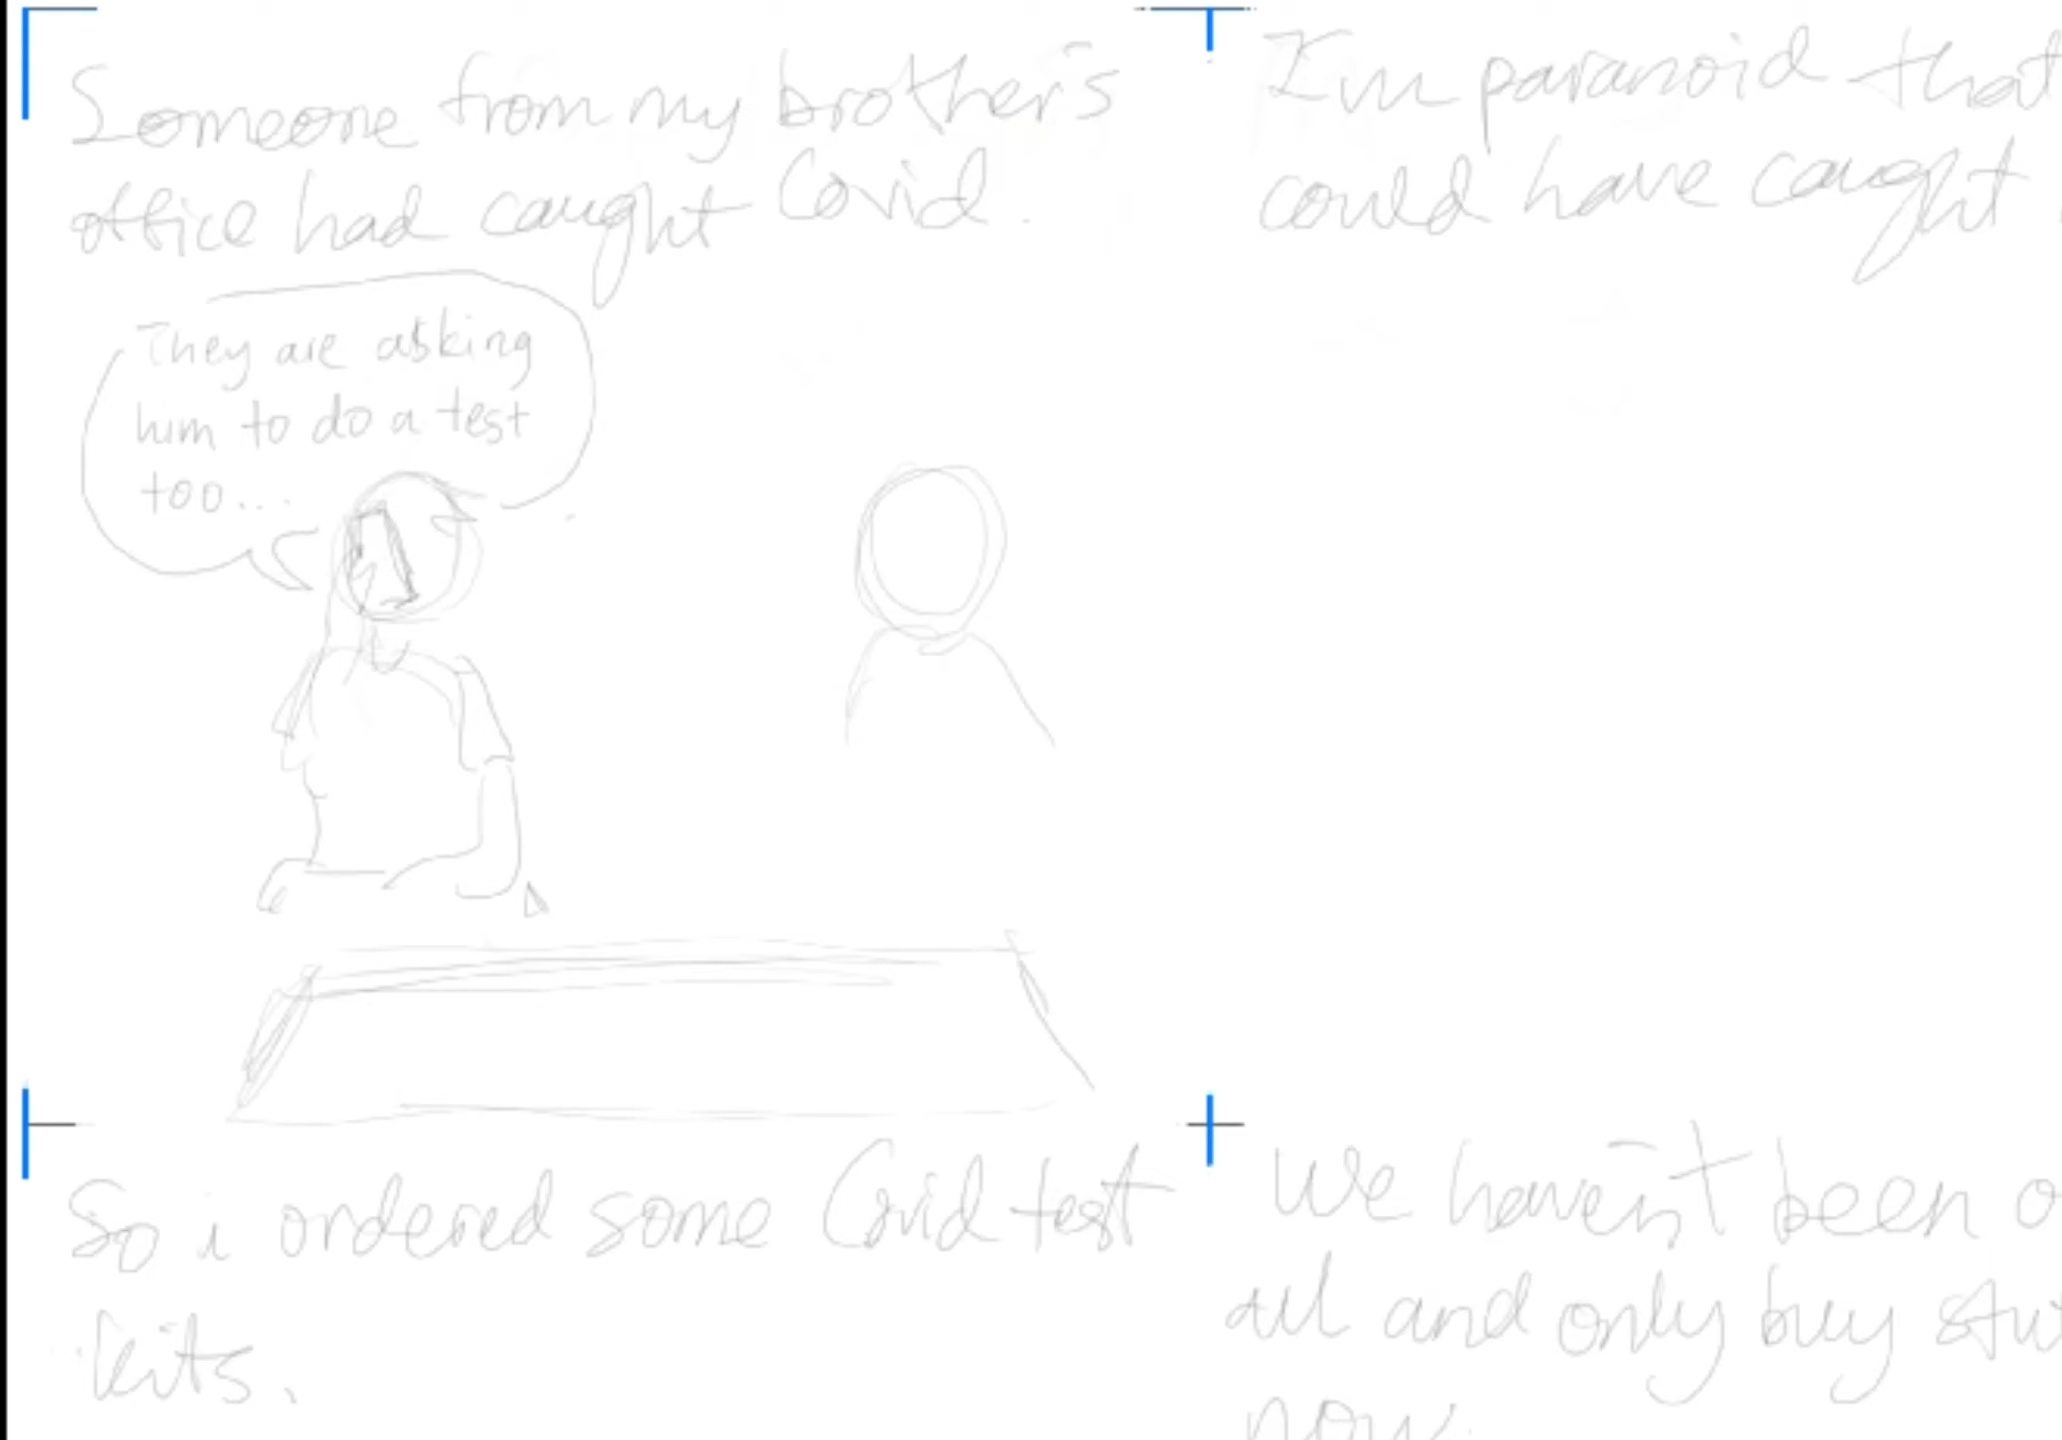 Someone from my brother's
office had caught Covid.
They are asking
him to do a test
too...
I'm paranoid that
could have caught
So i ordered some Covid test
kits.
We haven't been
all and only buy
now.